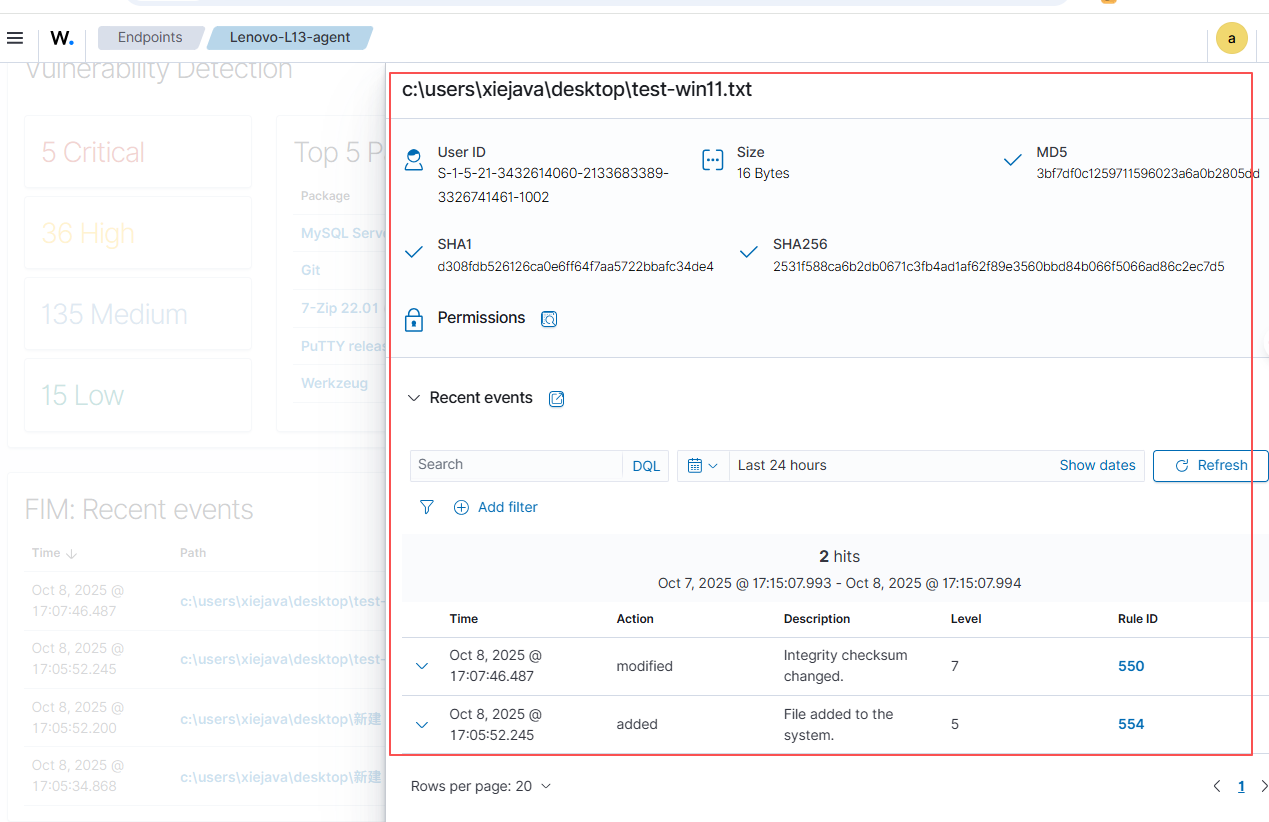 W.
Endpoints
Lenovo-L13-agent
a
Vulnerability Detection
5 Critical
36 High
135 Medium
15 Low
Top 5 P
Package
MySQL Serve
Git
7-Zip 22.01
PuTTY relea
Werkzeug
FIM: Recent events
Time Path
Oct 8, 2025 @
17:07:46.487
c:\users\xiejava\desktop\test-
Oct 8, 2025 @
17:05:52.245
c:\users\xiejava\desktop\test-
Oct 8, 2025 @
17:05:52.200
c:\users\xiejava\desktop\新建
Oct 8, 2025 @
17:05:34.868
c:\users\xiejava\desktop\新建
c:\users\xiejava\desktop\test-win11.txt
User ID
S-1-5-21-3432614060-2133683389-
3326741461-1002
Size
16 Bytes
MD5
3bf7df0c1259711596023a6a0b2805dd
SHA1
d308fdb526126ca0e6ff64f7aa5722bbafc34de4
SHA256
2531f588ca6b2db0671c3fb4ad1af62f89e3560bbd84b066f5066ad86c2ec7d5
Permissions
Recent events
Search DQL
Last 24 hours Show dates
Refresh
Add filter
2 hits
Oct 7, 2025 @ 17:15:07.993 - Oct 8, 2025 @ 17:15:07.994
Time Action Description Level Rule ID
Oct 8, 2025 @
17:07:46.487
modified
Integrity checksum
changed.
7
550
Oct 8, 2025 @
17:05:52.245
added
File added to the
system.
5
554
Rows per page: 20
1